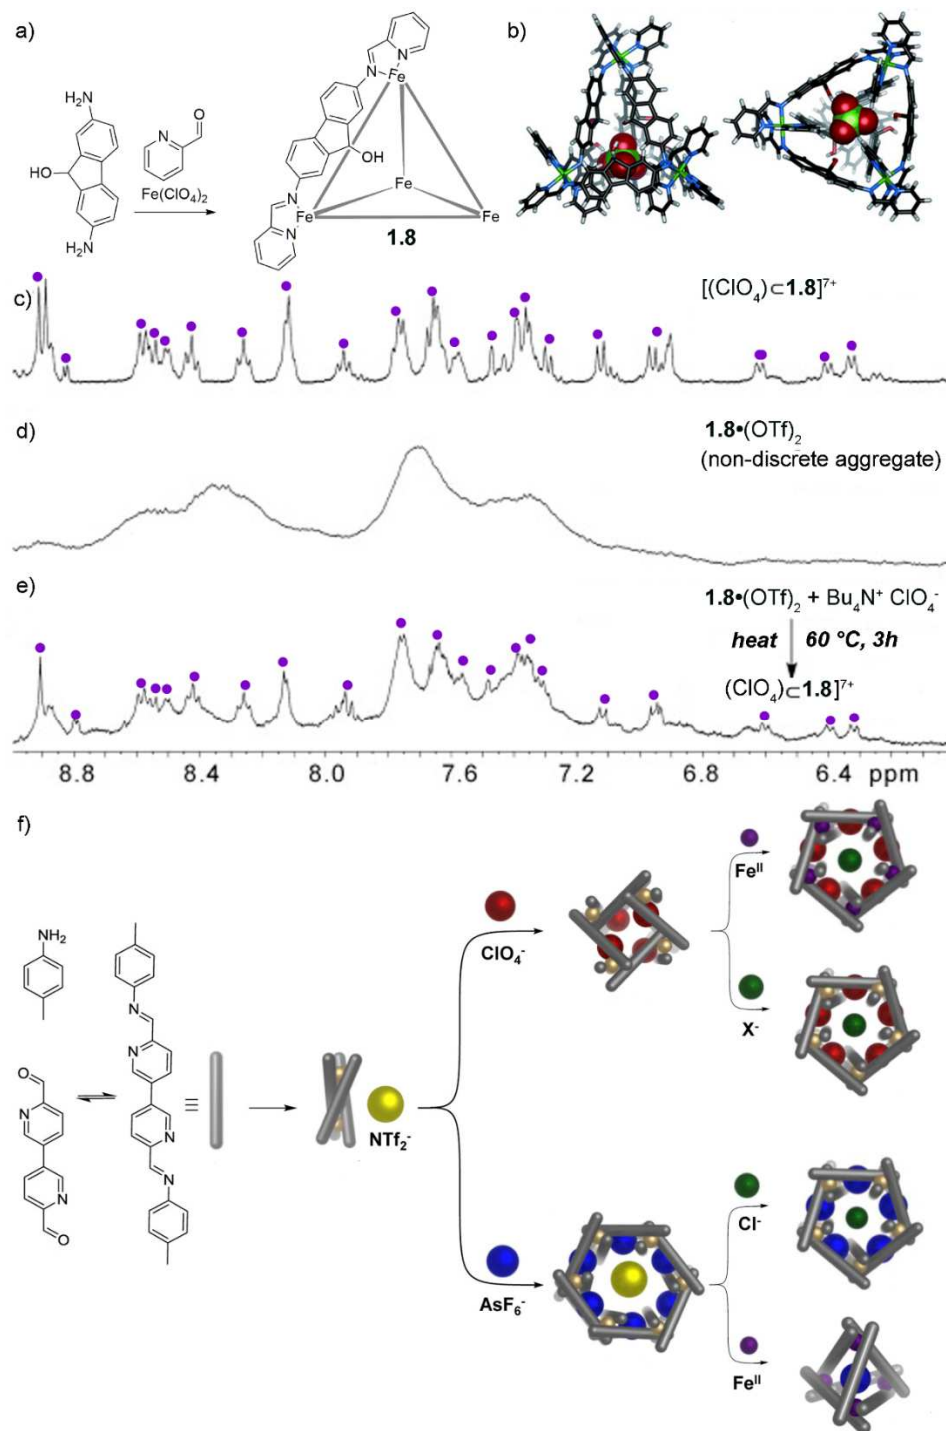 a)
NH₂
HO
NH₂
N
O
Fe(ClO₄)₂
N
N
Fe
OH
Fe
N
Fe
N
Fe
1.8
b)
c)
[(ClO₄)⊂1.8]⁷⁺
d)
1.8•(OTf)₂
(non-discrete aggregate)
e)
1.8•(OTf)₂ + Bu₄N⁺ ClO₄⁻
heat 60 °C, 3h
(ClO₄)⊂1.8]⁷⁺
8.8 8.4 8.0 7.6 7.2 6.8 6.4 ppm
f)
NH₂
O
N
N
O
N
N
N
N
≡
NTf₂⁻
ClO₄⁻
AsF₆⁻
Feᴵᴵ
X⁻
Cl⁻
Feᴵᴵ